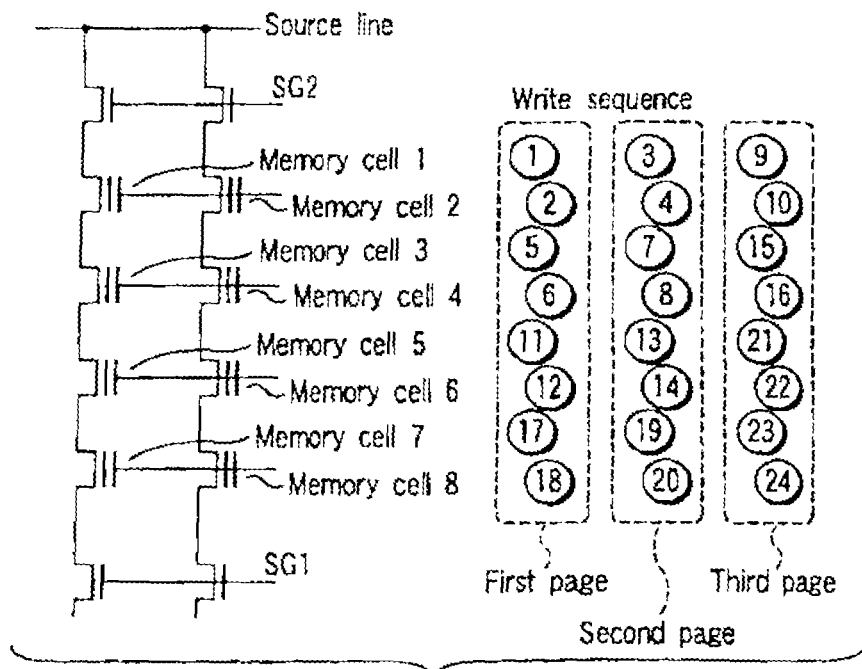 Source line
SG2
Memory cell 1
Memory cell 2
Memory cell 3
Memory cell 4
Memory cell 5
Memory cell 6
Memory cell 7
Memory cell 8
SG1
Write sequence
1 3 9
2 4 10
5 7 15
6 8 16
11 13 21
12 14 22
17 19 23
18 20 24
First page
Second page
Third page